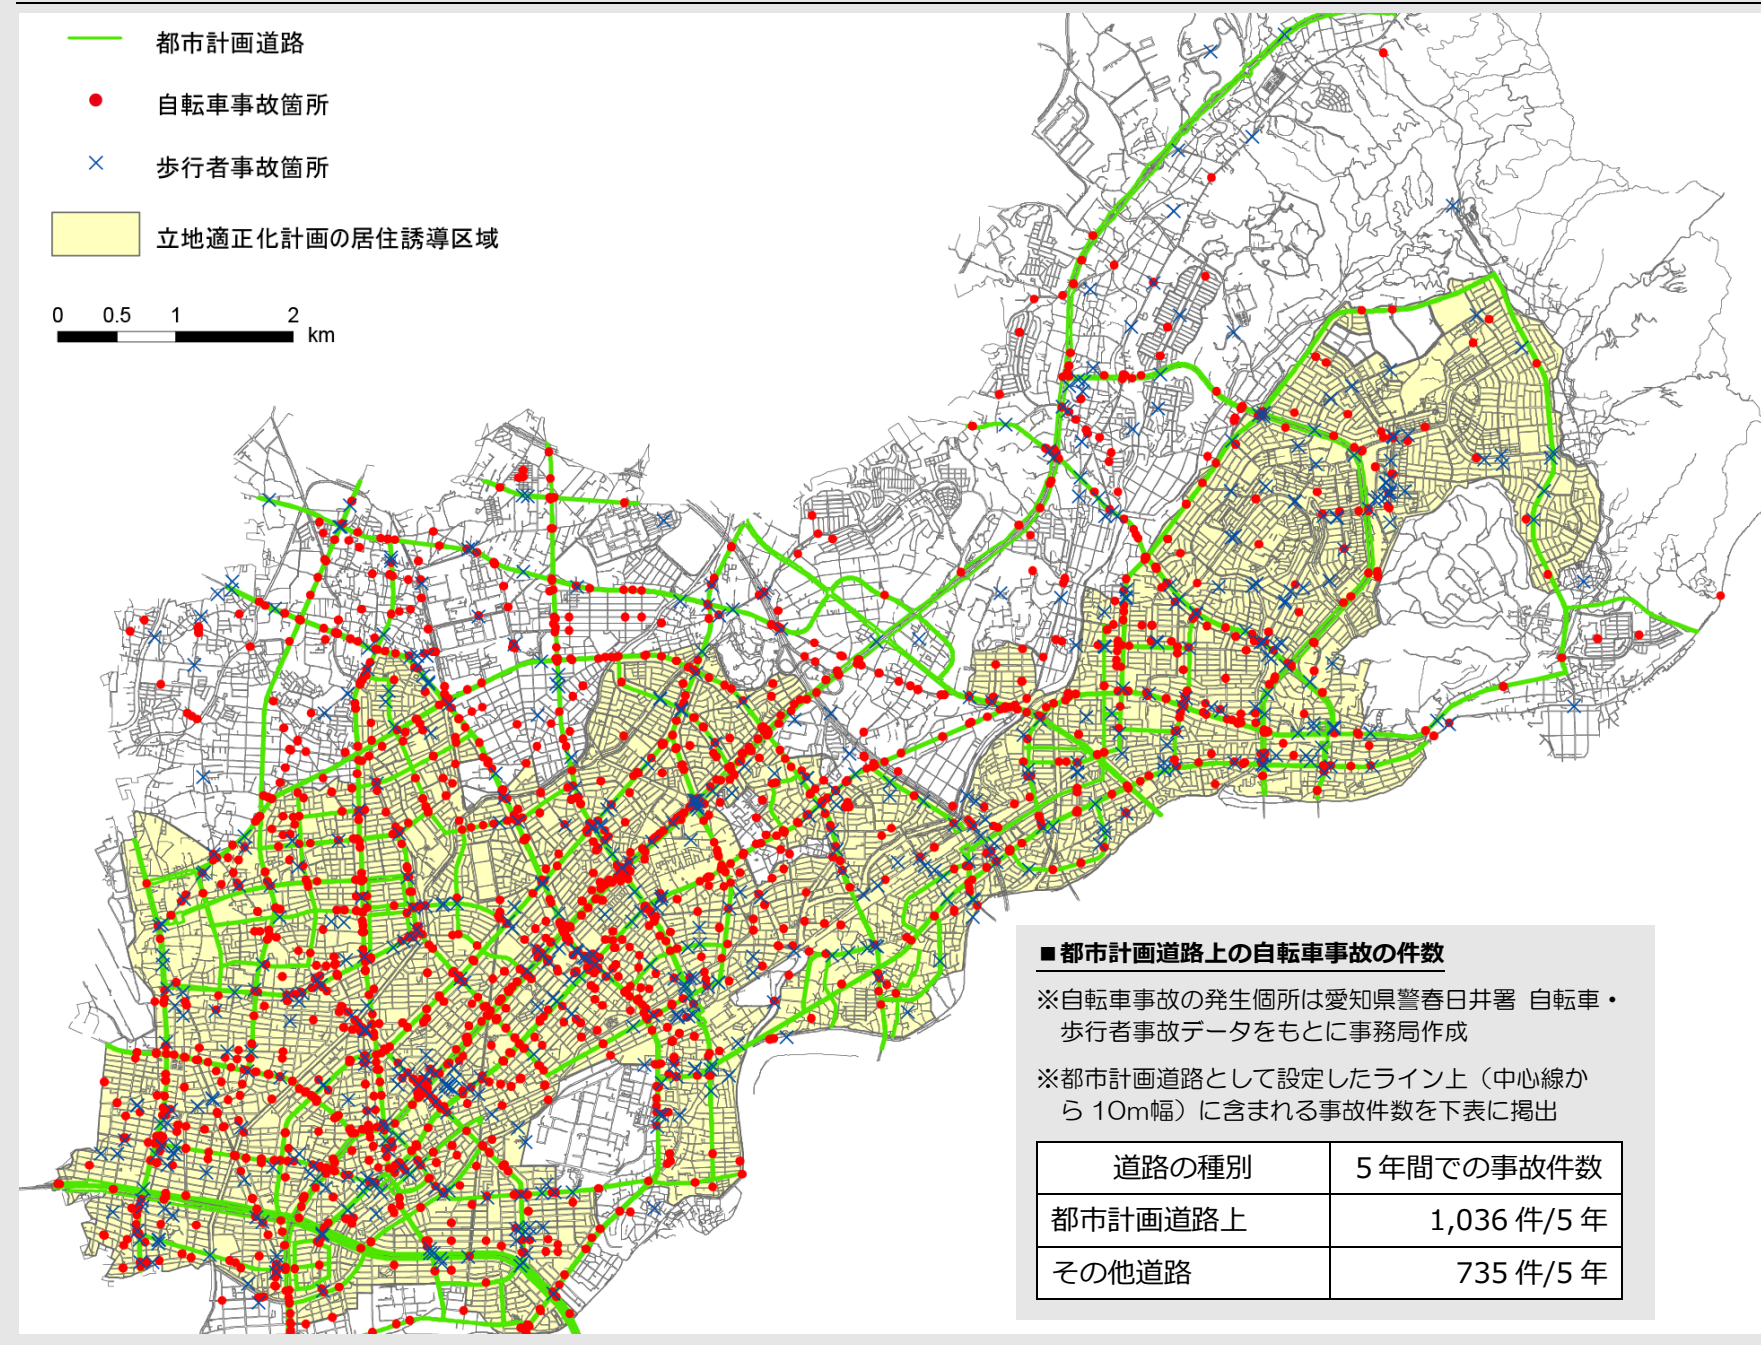 都市計画道路
自転車事故箇所
歩行者事故箇所
立地適正化計画の居住誘導区域
0 0.5 1 2
km
■都市計画道路上の自転車事故の件数
※自転車事故の発生個所は愛知県警春日井署 自転車・
歩行者事故データをもとに事務局作成
※都市計画道路として設定したライン上（中心線か
ら 10m幅）に含まれる事故件数を下表に掲出
道路の種別 5年間での事故件数
都市計画道路上 1,036 件/5 年
その他道路 735 件/5 年